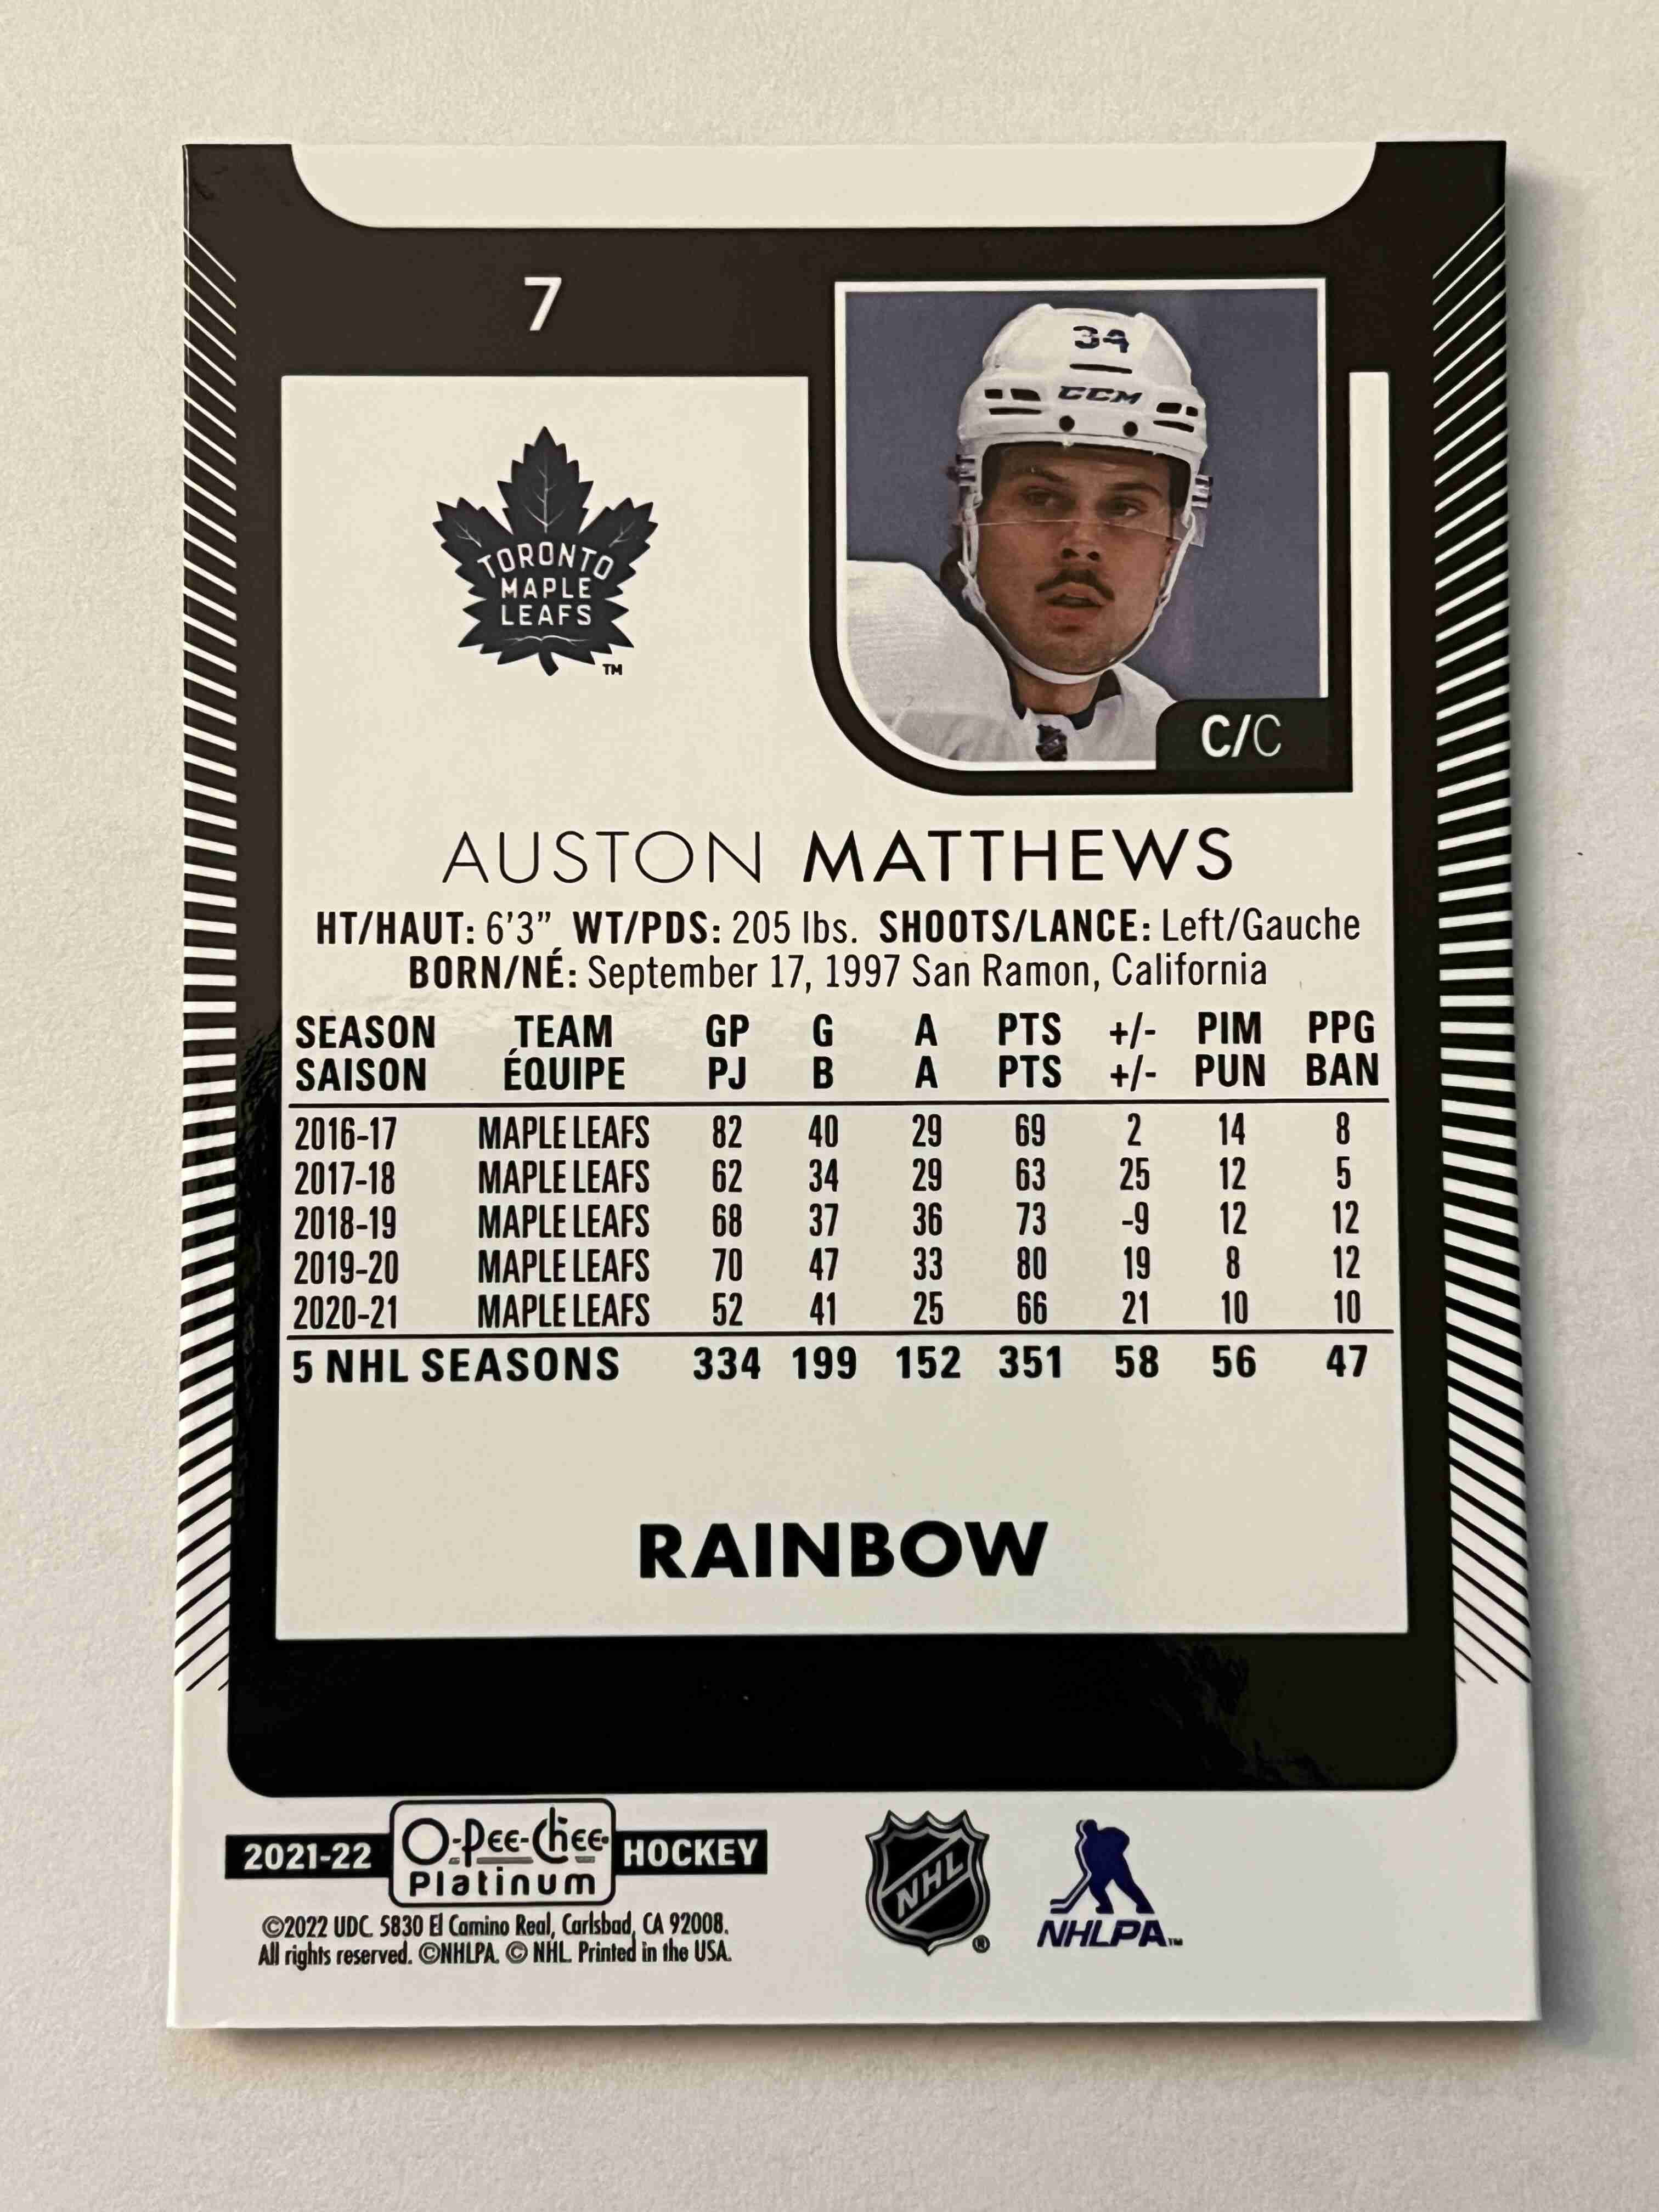 7
34
CCM
TORONTO
MAPLE
LEAFS
TM
C/C
AUSTON MATTHEWS
HT/HAUT: 6'3" WT/PDS: 205 lbs. SHOOTS/LANCE: Left/Gauche
BORN/NÉ: September 17, 1997 San Ramon, California
SEASON TEAM GP G A PTS +/- PIM PPG
SAISON ÉQUIPE PJ B A PTS +/- PUN BAN
2016-17 MAPLE LEAFS 82 40 29 69 2 14 8
2017-18 MAPLE LEAFS 62 34 29 63 25 12 5
2018-19 MAPLE LEAFS 68 37 36 73 -9 12 12
2019-20 MAPLE LEAFS 70 47 33 80 19 8 12
2020-21 MAPLE LEAFS 52 41 25 66 21 10 10
5 NHL SEASONS 334 199 152 351 58 56 47
RAINBOW
2021-22 O-Pee-Chee Platinum HOCKEY
©2022 UDC. 5830 El Camino Real, Carlsbad, CA 92008.
All rights reserved. ©NHLPA. © NHL. Printed in the USA.
NHL ®
NHLPA TM